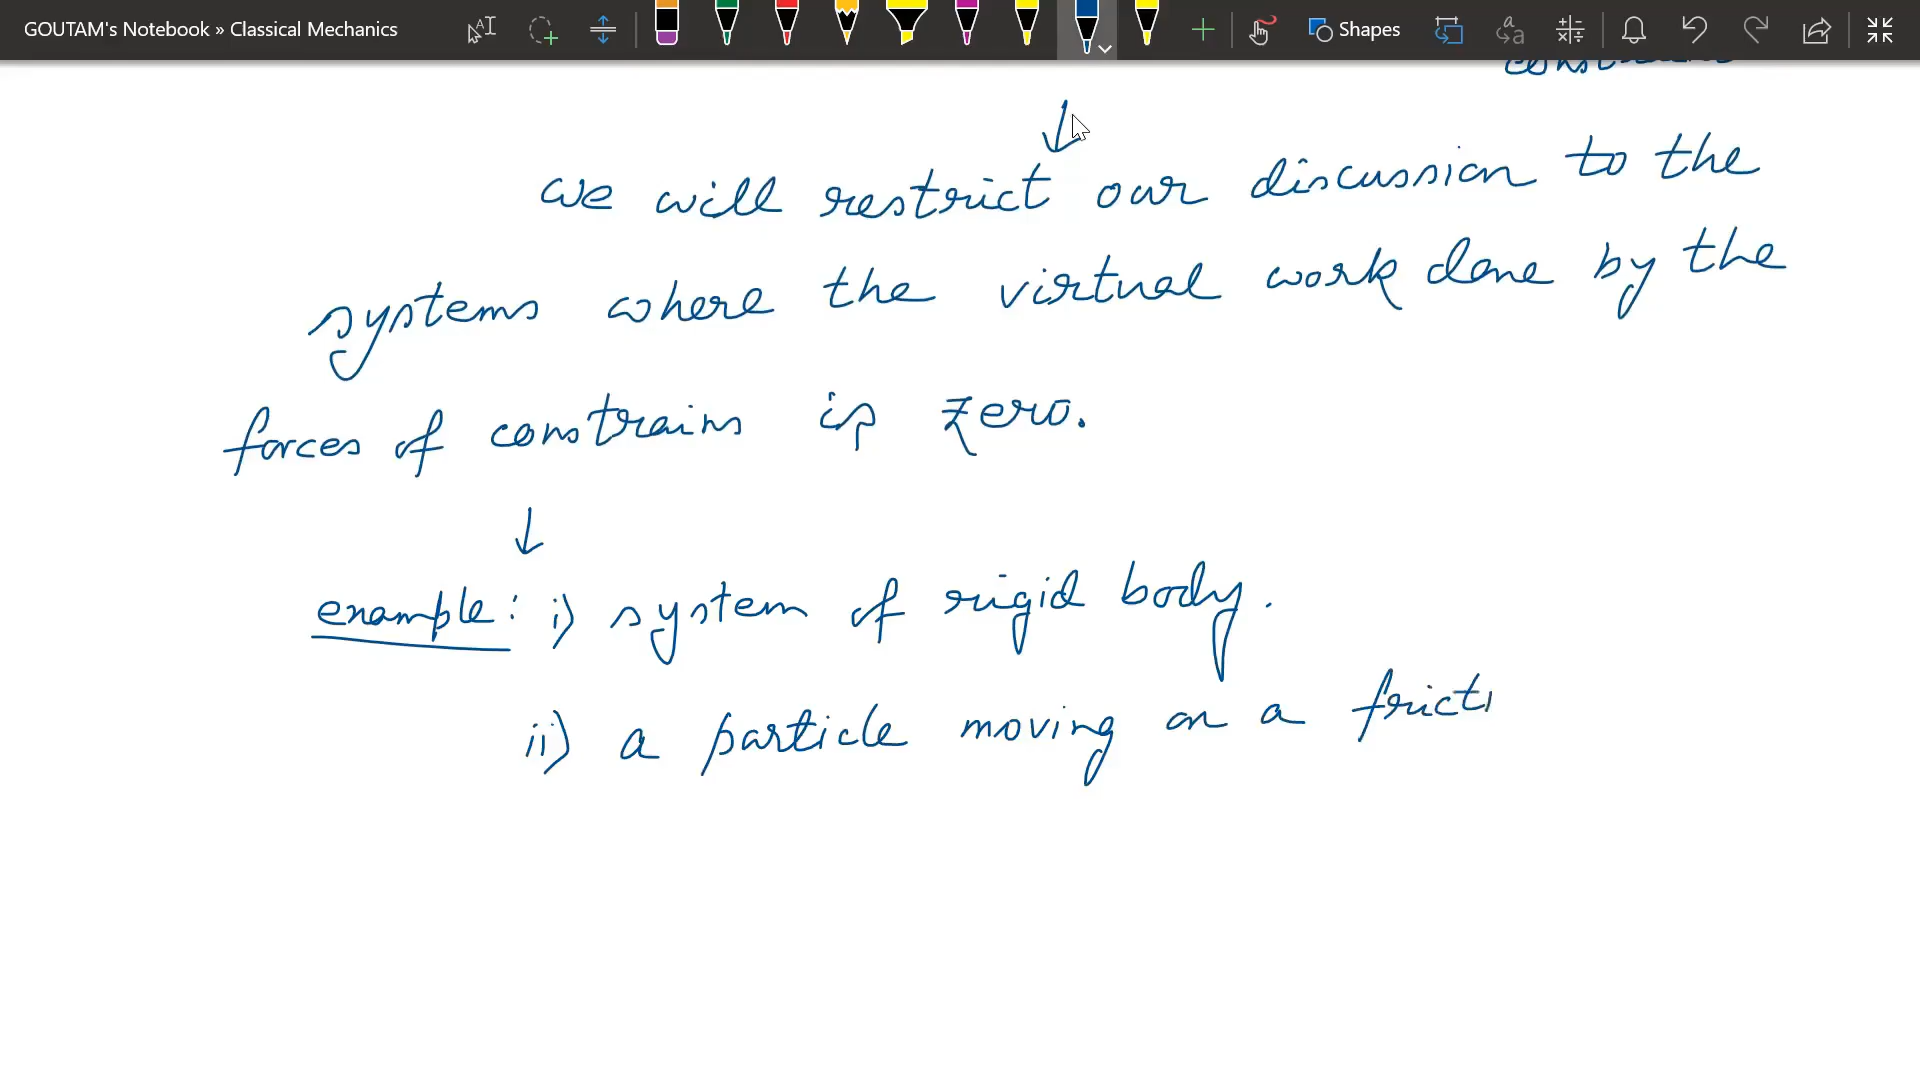 GOUTAM's Notebook » Classical Mechanics
Shapes
we will restrict our discussion to the
systems where the virtual work done by the
forces of constrains is zero.
↓
example: i) system of rigid body.
ii) a particle moving on a fricti